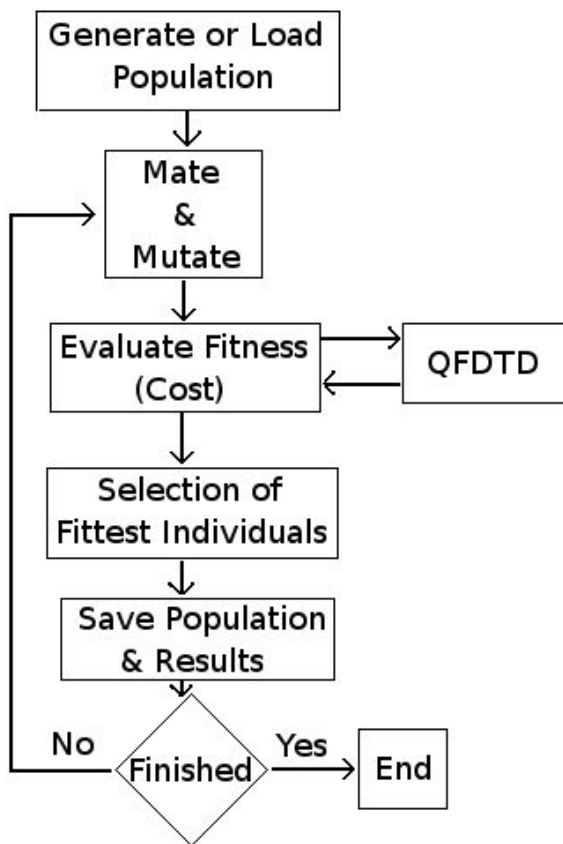 Generate or Load
Population
Mate
&
Mutate
Evaluate Fitness
(Cost)
QFDTD
Selection of
Fittest Individuals
Save Population
& Results
No
Finished
Yes
End